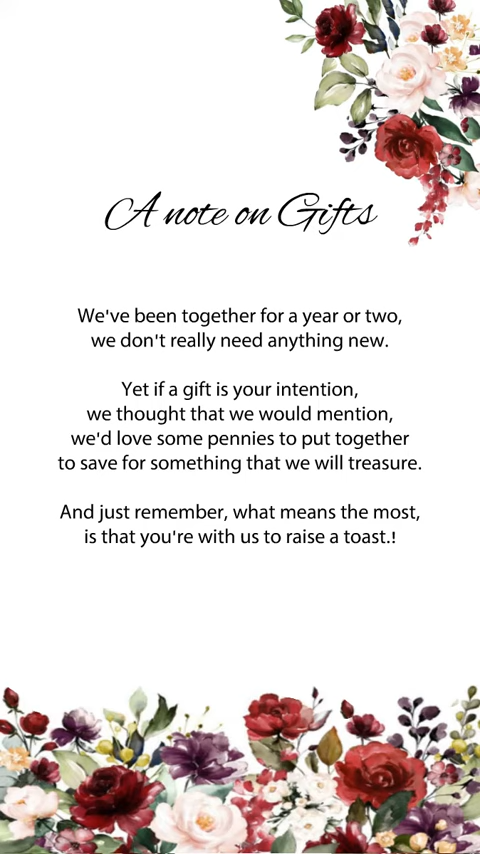 A note on Gifts
We've been together for a year or two,
we don't really need anything new.
Yet if a gift is your intention,
we thought that we would mention,
we'd love some pennies to put together
to save for something that we will treasure.
And just remember, what means the most,
is that you're with us to raise a toast.!